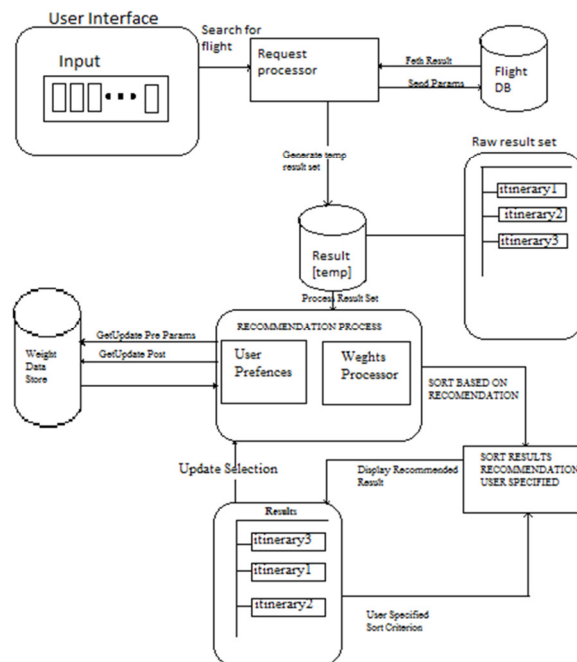 User Interface
Input
Search for
flight
Request
processor
Feth Result
Send Params
Flight
DB
Generate temp
result set
Raw result set
itinerary1
itinerary2
itinerary3
Result
[temp]
Process Result Set
Weight
Data
Store
GetUpdate Pre Params
GetUpdate Post
RECOMMENDATION PROCESS
User
Prefences
Weghts
Processor
SORT BASED ON
RECOMENDATION
Update Selection
Display Recommended
Result
SORT RESULTS
RECOMMENDATION
USER SPECIFIED
Results
itinerary3
itinerary1
itinerary2
User Specified
Sort Criterion